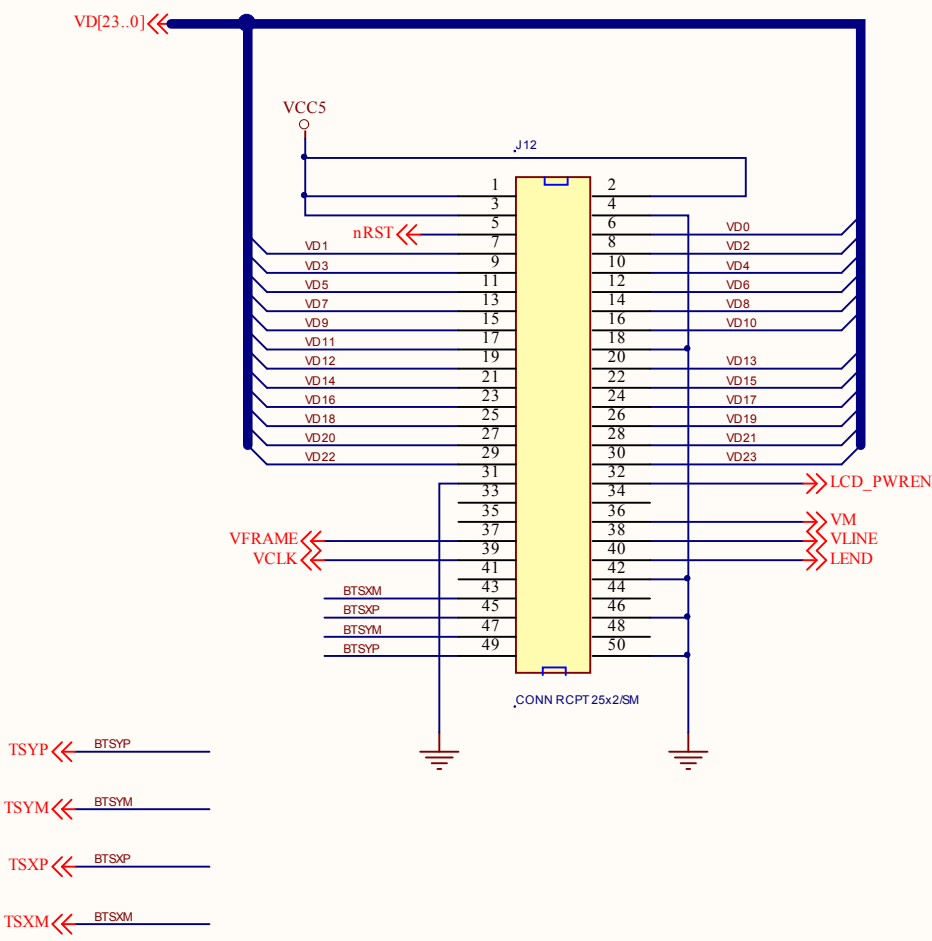 VD[23..0]
VCC5
J12
1 2
3 4
5 6
nRST VD0
7 8
VD1 VD2
9 10
VD3 VD4
11 12
VD5 VD6
13 14
VD7 VD8
15 16
VD9 VD10
17 18
VD11
19 20
VD12 VD13
21 22
VD14 VD15
23 24
VD16 VD17
25 26
VD18 VD19
27 28
VD20 VD21
29 30
VD22 VD23
31 32
LCD_PWREN
33 34
35 36
VM
37 38
VFRAME VLINE
39 40
VCLK LEND
41 42
43 44
BTSXM
45 46
BTSXP
47 48
BTSYM
49 50
BTSYP
CONN RCPT 25x2/SM
TSYP BTSYP
TSYM BTSYM
TSXP BTSXP
TSXM BTSXM